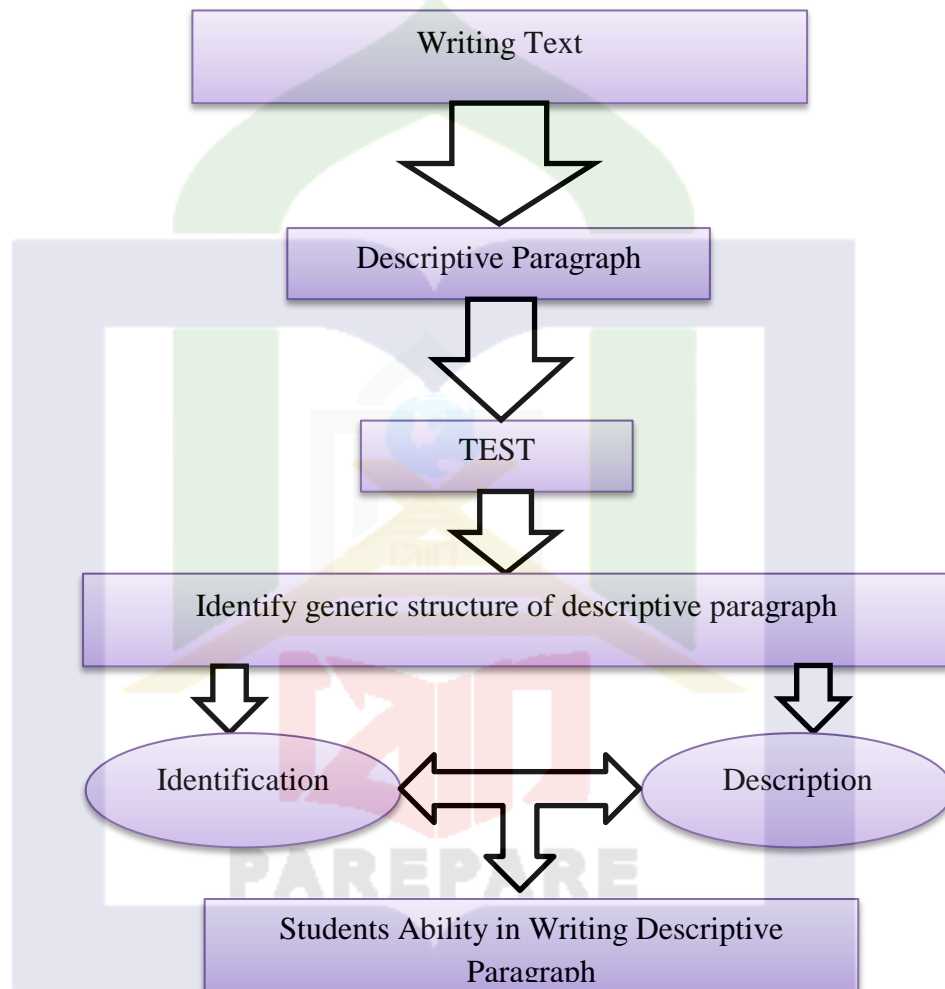 Writing Text
Descriptive Paragraph
TEST
Identify generic structure of descriptive paragraph
Identification
Description
PAREPARE
Students Ability in Writing Descriptive
Paragraph